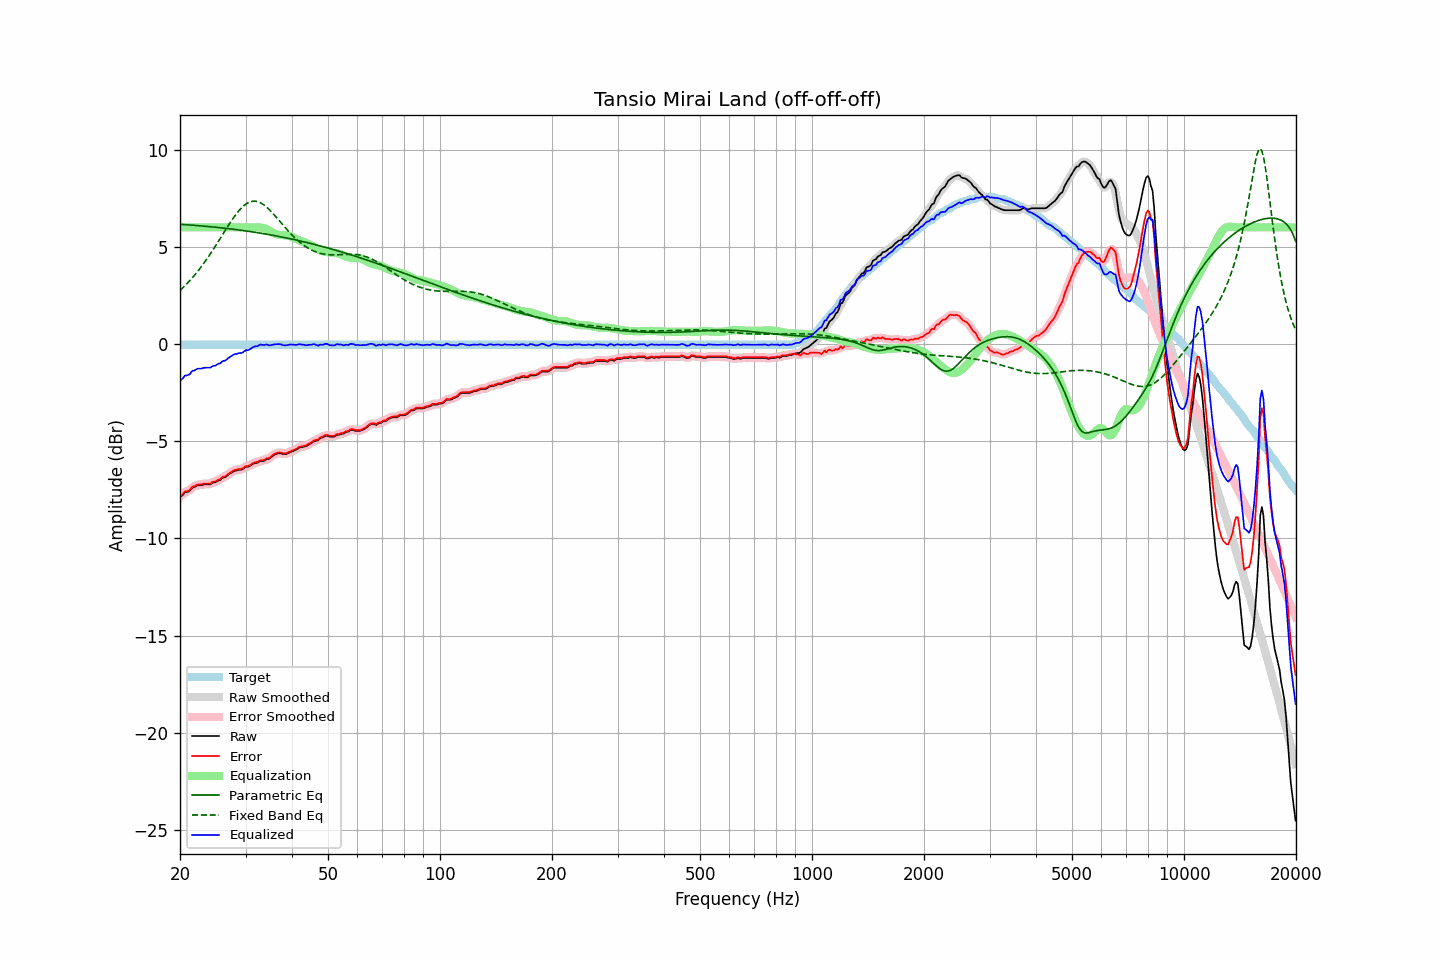 Tansio Mirai Land (off-off-off)
10
5
0
−5
−10
−15
−20
−25
Amplitude (dBr)
Target
Raw Smoothed
Error Smoothed
Raw
Error
Equalization
Parametric Eq
Fixed Band Eq
Equalized
20 50 100 200 500 1000 2000 5000 10000 20000
Frequency (Hz)